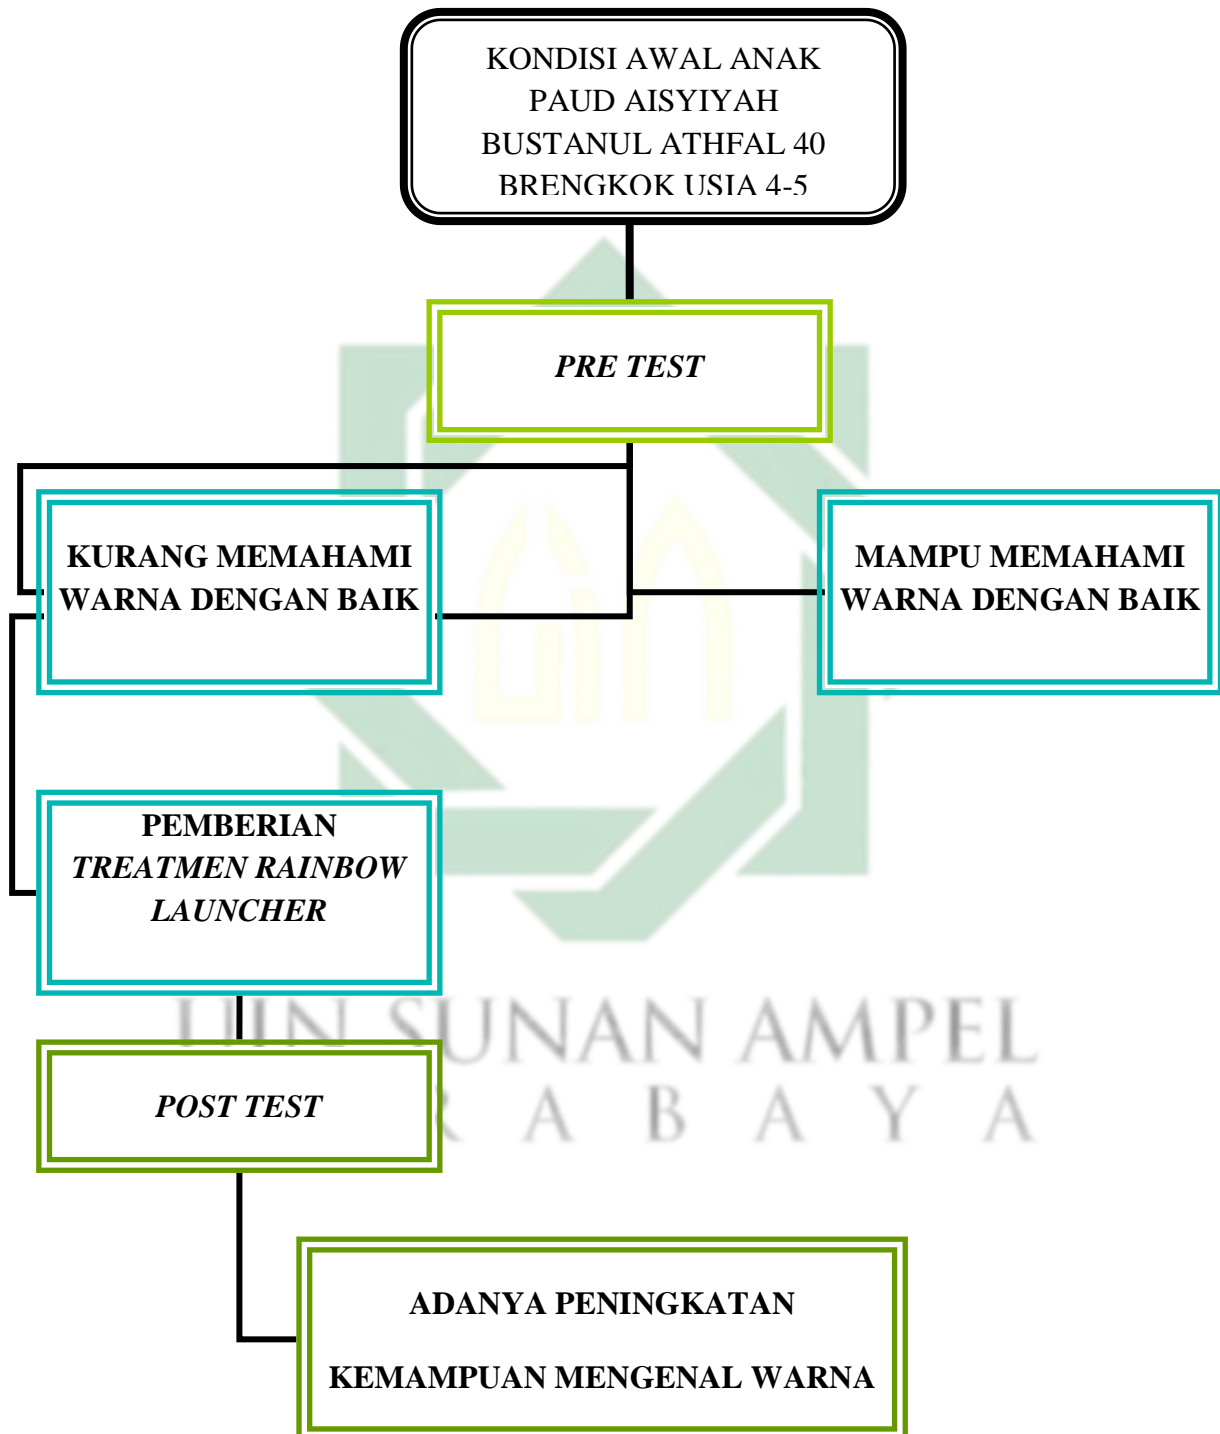 KONDISI AWAL ANAK
PAUD AISYIYAH
BUSTANUL ATHFAL 40
BRENGKOK USIA 4-5
PRE TEST
KURANG MEMAHAMI
WARNA DENGAN BAIK
MAMPU MEMAHAMI
WARNA DENGAN BAIK
PEMBERIAN
TREATMEN RAINBOW
LAUNCHER
UIN SUNAN AMPEL
R A B A Y A
POST TEST
ADANYA PENINGKATAN
KEMAMPUAN MENGENAL WARNA